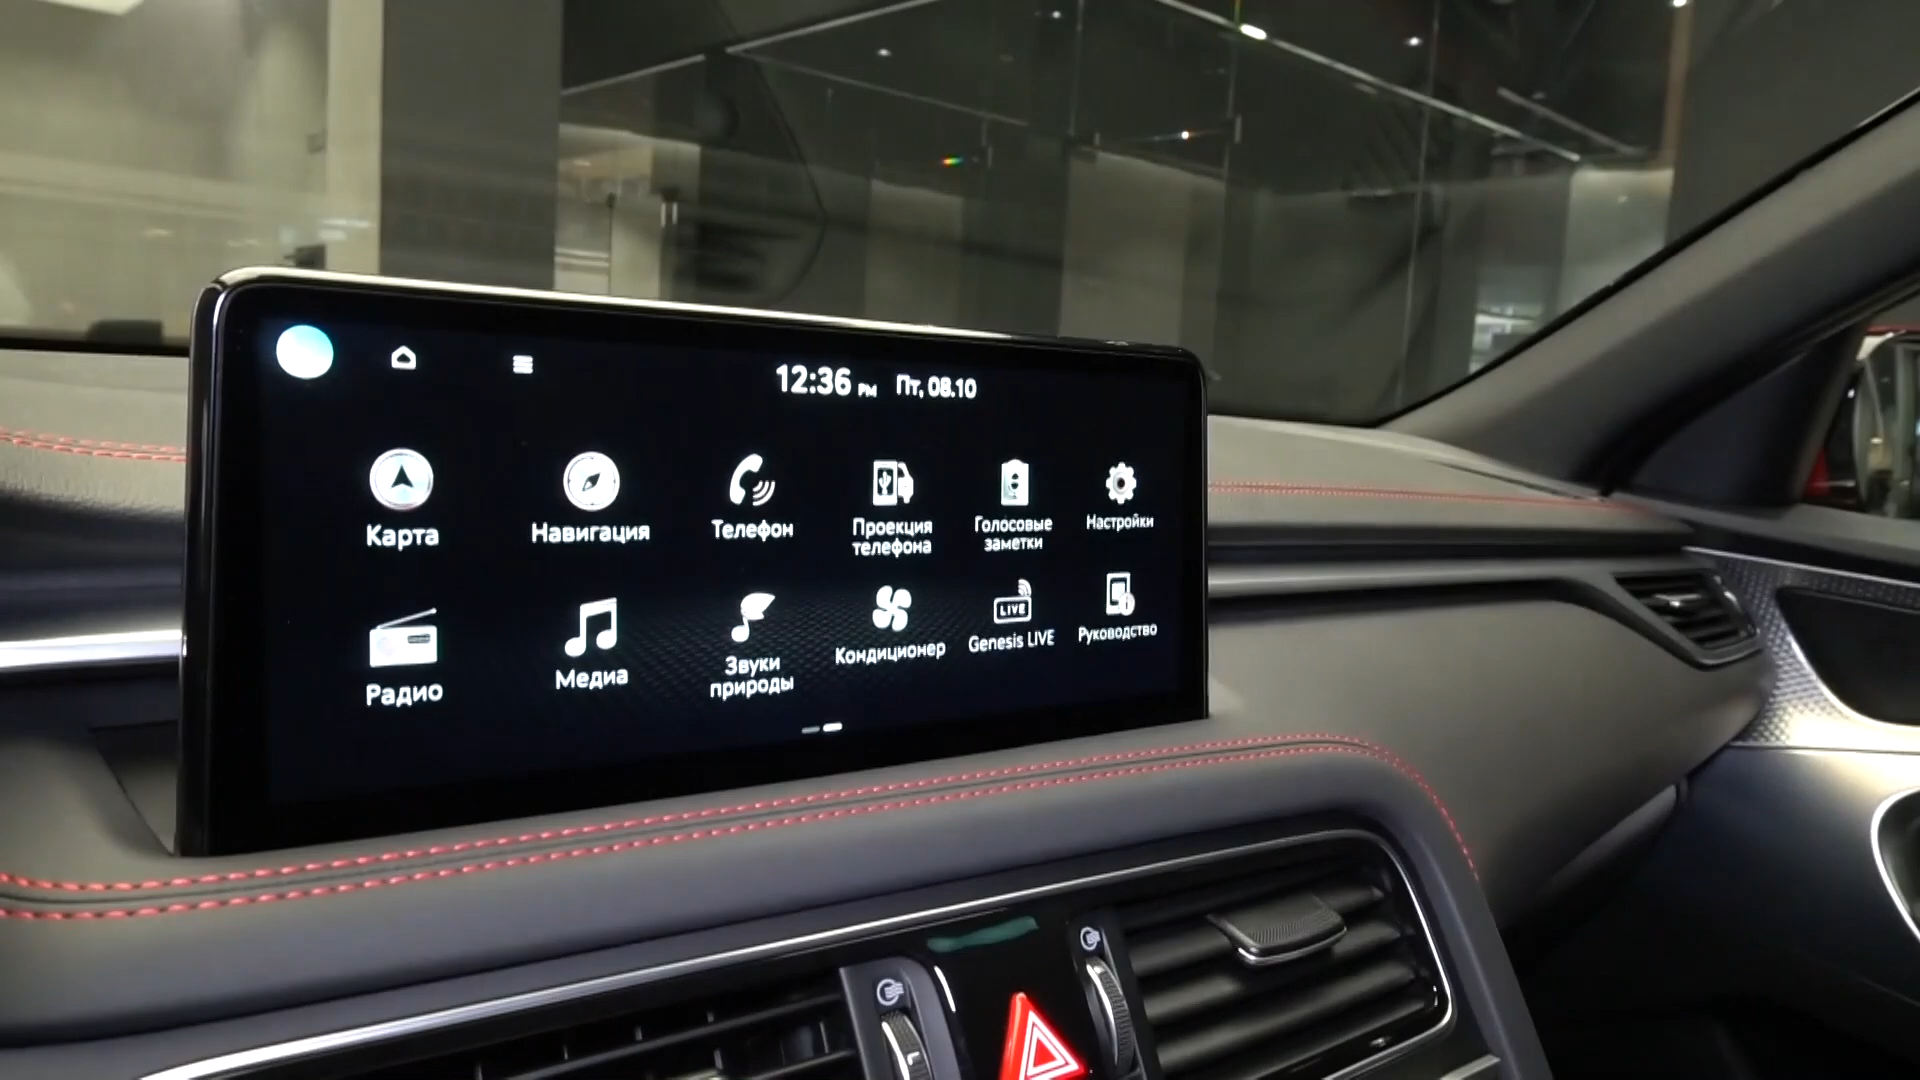 12:36 PM Пт, 08.10
Карта
Навигация
Телефон
Проекция
телефона
Голосовые
заметки
Настройки
Радио
Медиа
Звуки
природы
Кондиционер
LIVE
Genesis LIVE
Руководство